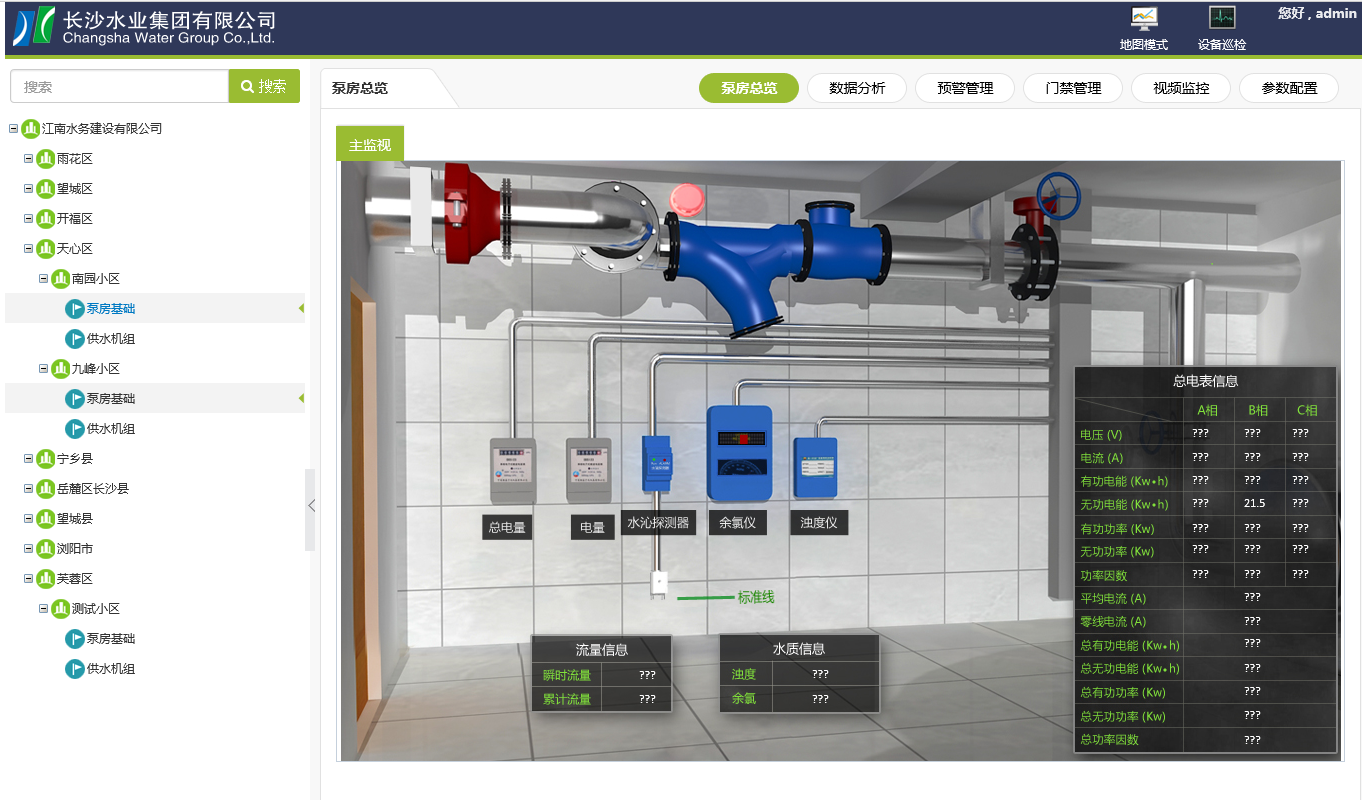 长沙水业集团有限公司
Changsha Water Group Co.,Ltd.
地图模式
设备巡检
您好 , admin
搜索
搜索
江南水务建设有限公司
雨花区
望城区
开福区
天心区
南园小区
泵房基础
供水机组
九峰小区
泵房基础
供水机组
宁乡县
岳麓区长沙县
望城县
浏阳市
芙蓉区
测试小区
泵房基础
供水机组
泵房总览
泵房总览 数据分析 预警管理 门禁管理 视频监控 参数配置
主监视
总电量
电量
水沁探测器
余氯仪
浊度仪
标准线
流量信息
瞬时流量 ???
累计流量 ???
水质信息
浊度 ???
余氯 ???
总电表信息
A相 B相 C相
电压 (V) ??? ??? ???
电流 (A) ??? ??? ???
有功电能 (Kw•h) ??? ??? ???
无功电能 (Kw•h) ??? 21.5 ???
有功功率 (Kw) ??? ??? ???
无功功率 (Kw) ??? ??? ???
功率因数 ??? ??? ???
平均电流 (A) ???
零线电流 (A) ???
总有功电能 (Kw•h) ???
总无功电能 (Kw•h) ???
总有功功率 (Kw) ???
总无功功率 (Kw) ???
总功率因数 ???